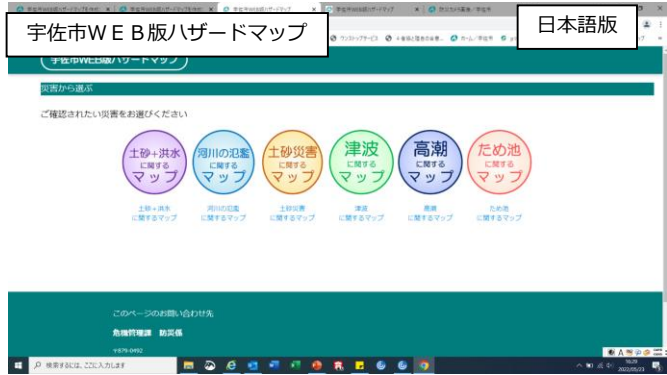 宇佐市ＷＥＢ版ハザードマップ
日本語版
宇佐市WEB版ハザードマップ
災害から選ぶ
ご確認されたい災害をお選びください
土砂+洪水
に関する
マップ
河川の氾濫
に関する
マップ
土砂災害
に関する
マップ
津波
に関する
マップ
高潮
に関する
マップ
ため池
に関する
マップ
土砂+洪水
に関するマップ
河川の氾濫
に関するマップ
土砂災害
に関するマップ
津波
に関するマップ
高潮
に関するマップ
ため池
に関するマップ
このページのお問い合わせ先
危機管理課　防災係
〒879-0492
検索するには、ここに入力します
2022/05/23